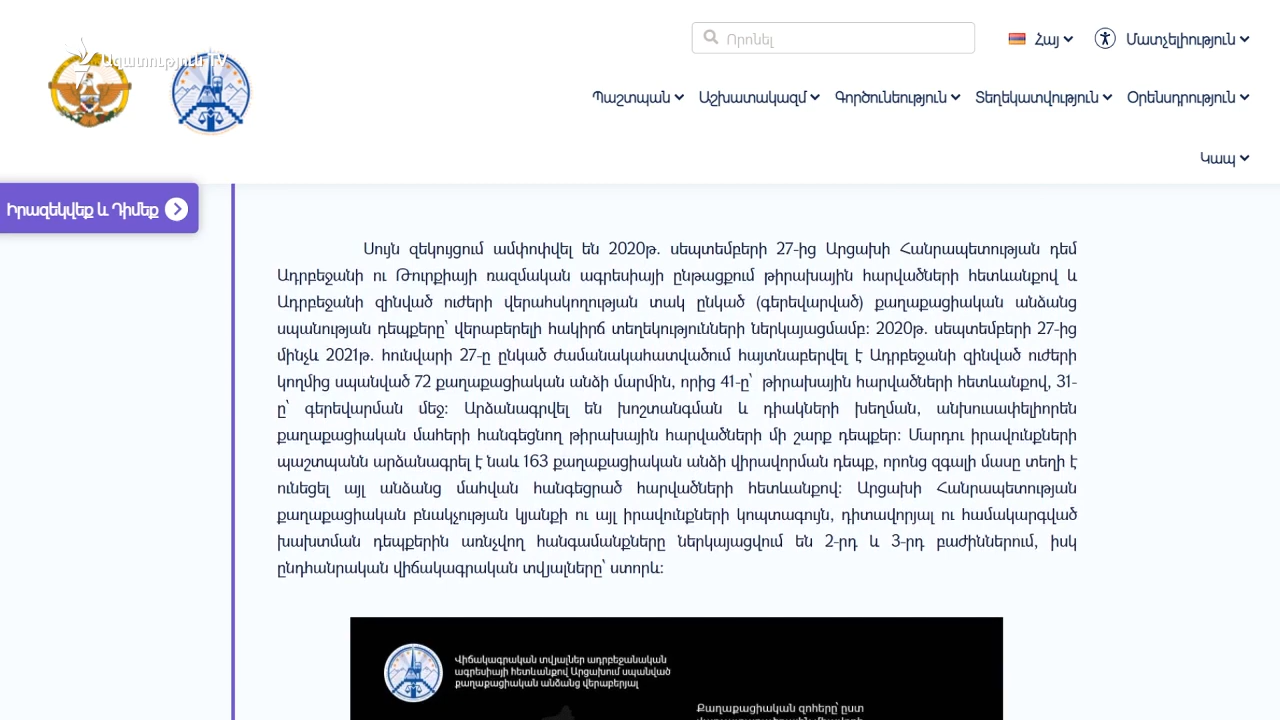 Ազատություն TV
Որոնել
Հայ
Մատչելիություն
Պաշտպան Աշխատակազմ Գործունեություն Տեղեկատվություն Օրենսդրություն
Կապ
Իրազեկվեք և Դիմեք
Սույն զեկույցում ամփոփվել են 2020թ. սեպտեմբերի 27-ից Արցախի Հանրապետության դեմ
Ադրբեջանի ու Թուրքիայի ռազմական ագրեսիայի ընթացքում թիրախային հարվածների հետևանքով և
Ադրբեջանի զինված ուժերի վերահսկողության տակ ընկած (գերեվարված) քաղաքացիական անձանց
սպանության դեպքերը՝ վերաբերելի հակիրճ տեղեկությունների ներկայացմամբ։ 2020թ. սեպտեմբերի 27-ից
մինչև 2021թ. հունվարի 27-ը ընկած ժամանակահատվածում հայտնաբերվել է Ադրբեջանի զինված ուժերի
կողմից սպանված 72 քաղաքացիական անձի մարմին, որից 41-ը՝ թիրախային հարվածների հետևանքով, 31-
ը՝ գերեվարման մեջ։ Արձանագրվել են խոշտանգման և դիակների խեղման, անխուսափելիորեն
քաղաքացիական մահերի հանգեցնող թիրախային հարվածների մի շարք դեպքեր։ Մարդու իրավունքների
պաշտպանն արձանագրել է նաև 163 քաղաքացիական անձի վիրավորման դեպք, որոնց զգալի մասը տեղի է
ունեցել այլ անձանց մահվան հանգեցրած հարվածների հետևանքով։ Արցախի Հանրապետության
քաղաքացիական բնակչության կյանքի ու այլ իրավունքների կոպտագույն, դիտավորյալ ու համակարգված
խախտման դեպքերին առնչվող հանգամանքները ներկայացվում են 2-րդ և 3-րդ բաժիններում, իսկ
ընդհանրական վիճակագրական տվյալները՝ ստորև։
Վիճակագրական տվյալներ ադրբեջանական
ագրեսիայի հետևանքով Արցախում սպանված
քաղաքացիական անձանց վերաբերյալ
Քաղաքացիական զոհերը՝ ըստ